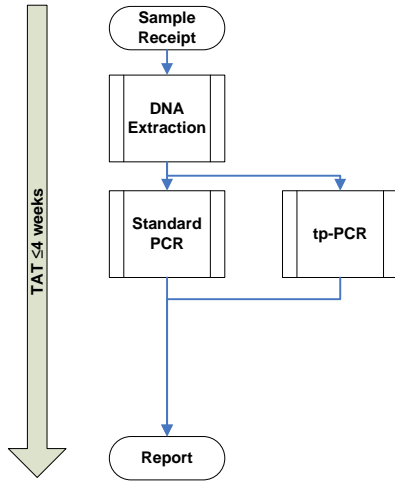 Sample
Receipt
DNA
Extraction
Standard
PCR
tp-PCR
TAT ≤4 weeks
Report